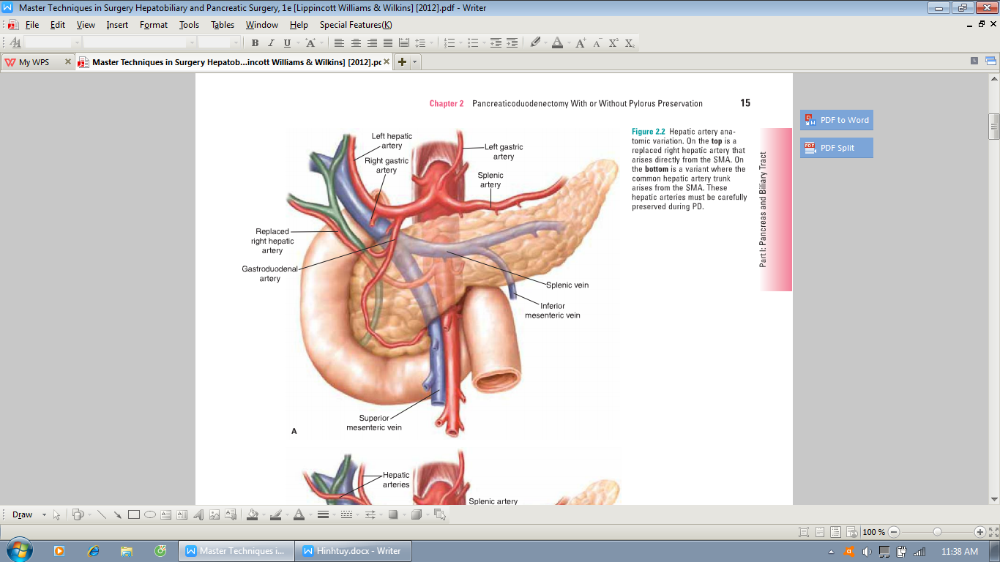 Master Techniques in Surgery Hepatobiliary and Pancreatic Surgery, 1e [Lippincott Williams & Wilkins] [2012].pdf - Writer
File Edit View Insert Format Tools Tables Window Help Special Features(K)
B I U A A A A X² X₂
My WPS Master Techniques in Surgery Hepatob...incott Williams & Wilkins] [2012].pc
Chapter 2 Pancreaticoduodenectomy With or Without Pylorus Preservation 15
PDF to Word
PDF Split
Left hepatic
artery
Right gastric
artery
Left gastric
artery
Splenic
artery
Replaced
right hepatic
artery
Gastroduodenal
artery
Splenic vein
Inferior
mesenteric vein
Superior
mesenteric vein
A
Figure 2.2 Hepatic artery ana-
tomic variation. On the top is a
replaced right hepatic artery that
arises directly from the SMA. On
the bottom is a variant where the
common hepatic artery trunk
arises from the SMA. These
hepatic arteries must be carefully
preserved during PD.
Part I: Pancreas and Biliary Tract
Hepatic
arteries
Splenic artery
Draw
100 %
Master Techniques i... Hinhtuy.docx - Writer 11:38 AM